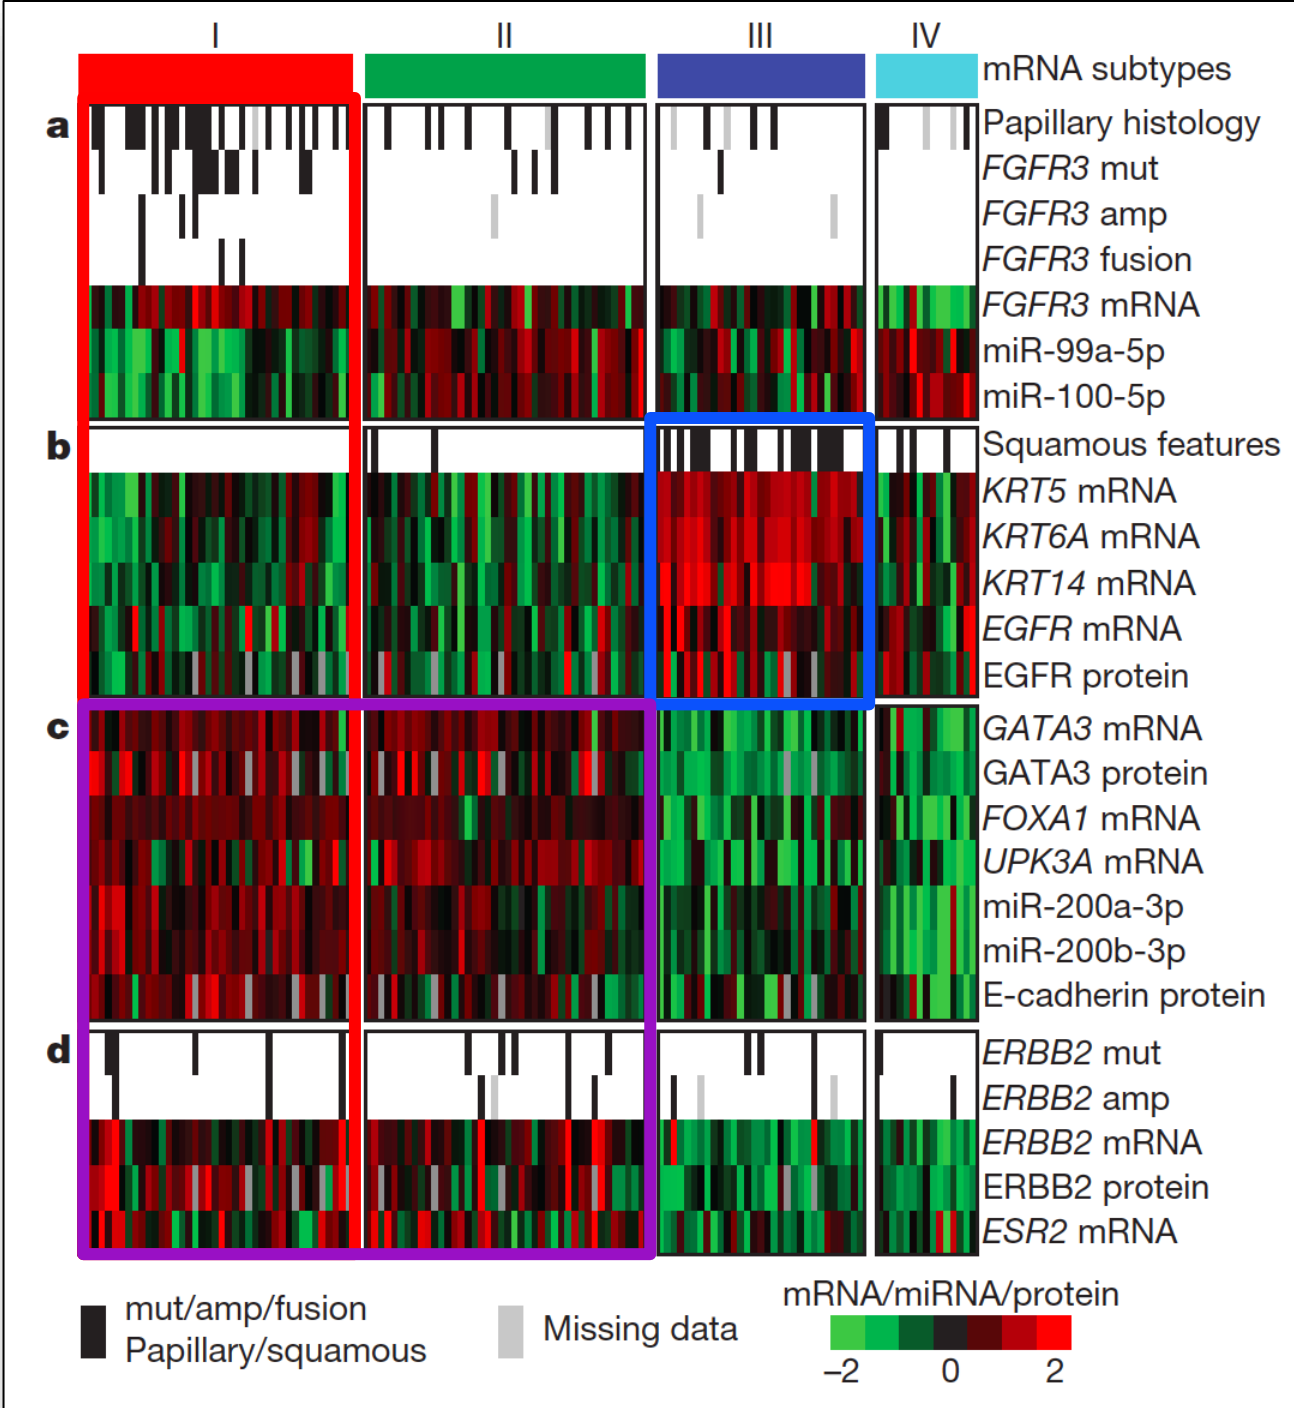 I II III IV
mRNA subtypes
a
Papillary histology
FGFR3 mut
FGFR3 amp
FGFR3 fusion
FGFR3 mRNA
miR-99a-5p
miR-100-5p
b
Squamous features
KRT5 mRNA
KRT6A mRNA
KRT14 mRNA
EGFR mRNA
EGFR protein
c
GATA3 mRNA
GATA3 protein
FOXA1 mRNA
UPK3A mRNA
miR-200a-3p
miR-200b-3p
E-cadherin protein
d
ERBB2 mut
ERBB2 amp
ERBB2 mRNA
ERBB2 protein
ESR2 mRNA
mut/amp/fusion
Papillary/squamous
Missing data
mRNA/miRNA/protein
–2 0 2